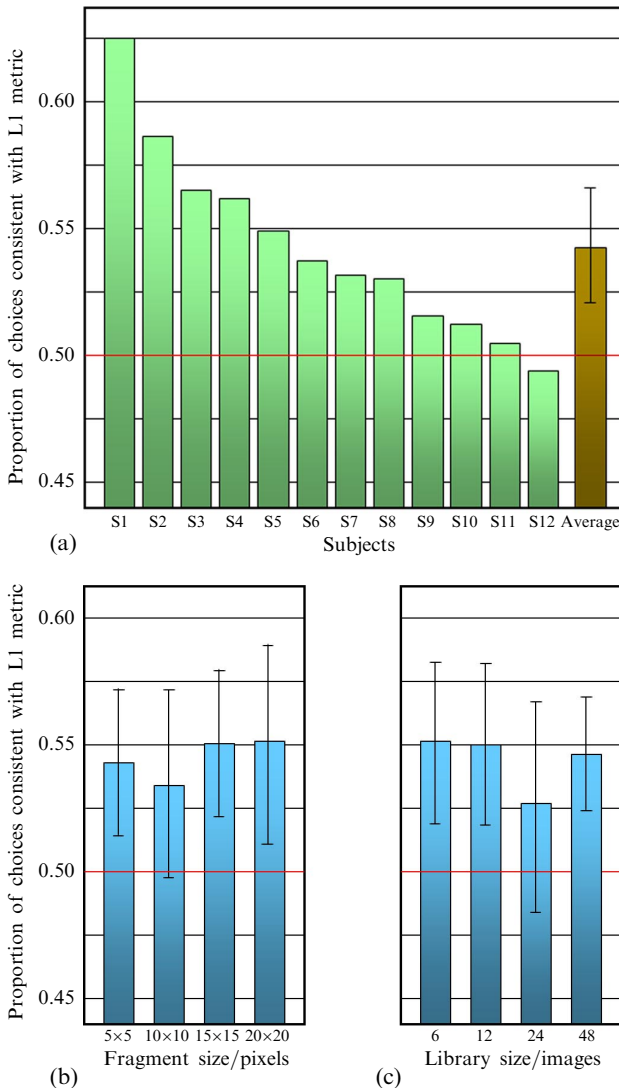 Proportion of choices consistent with L1 metric
0.60
0.55
0.50
0.45
S1 S2 S3 S4 S5 S6 S7 S8 S9 S10 S11 S12 Average
(a) Subjects
Proportion of choices consistent with L1 metric
0.60
0.55
0.50
0.45
5×5 10×10 15×15 20×20
(b) Fragment size/pixels
6 12 24 48
(c) Library size/images